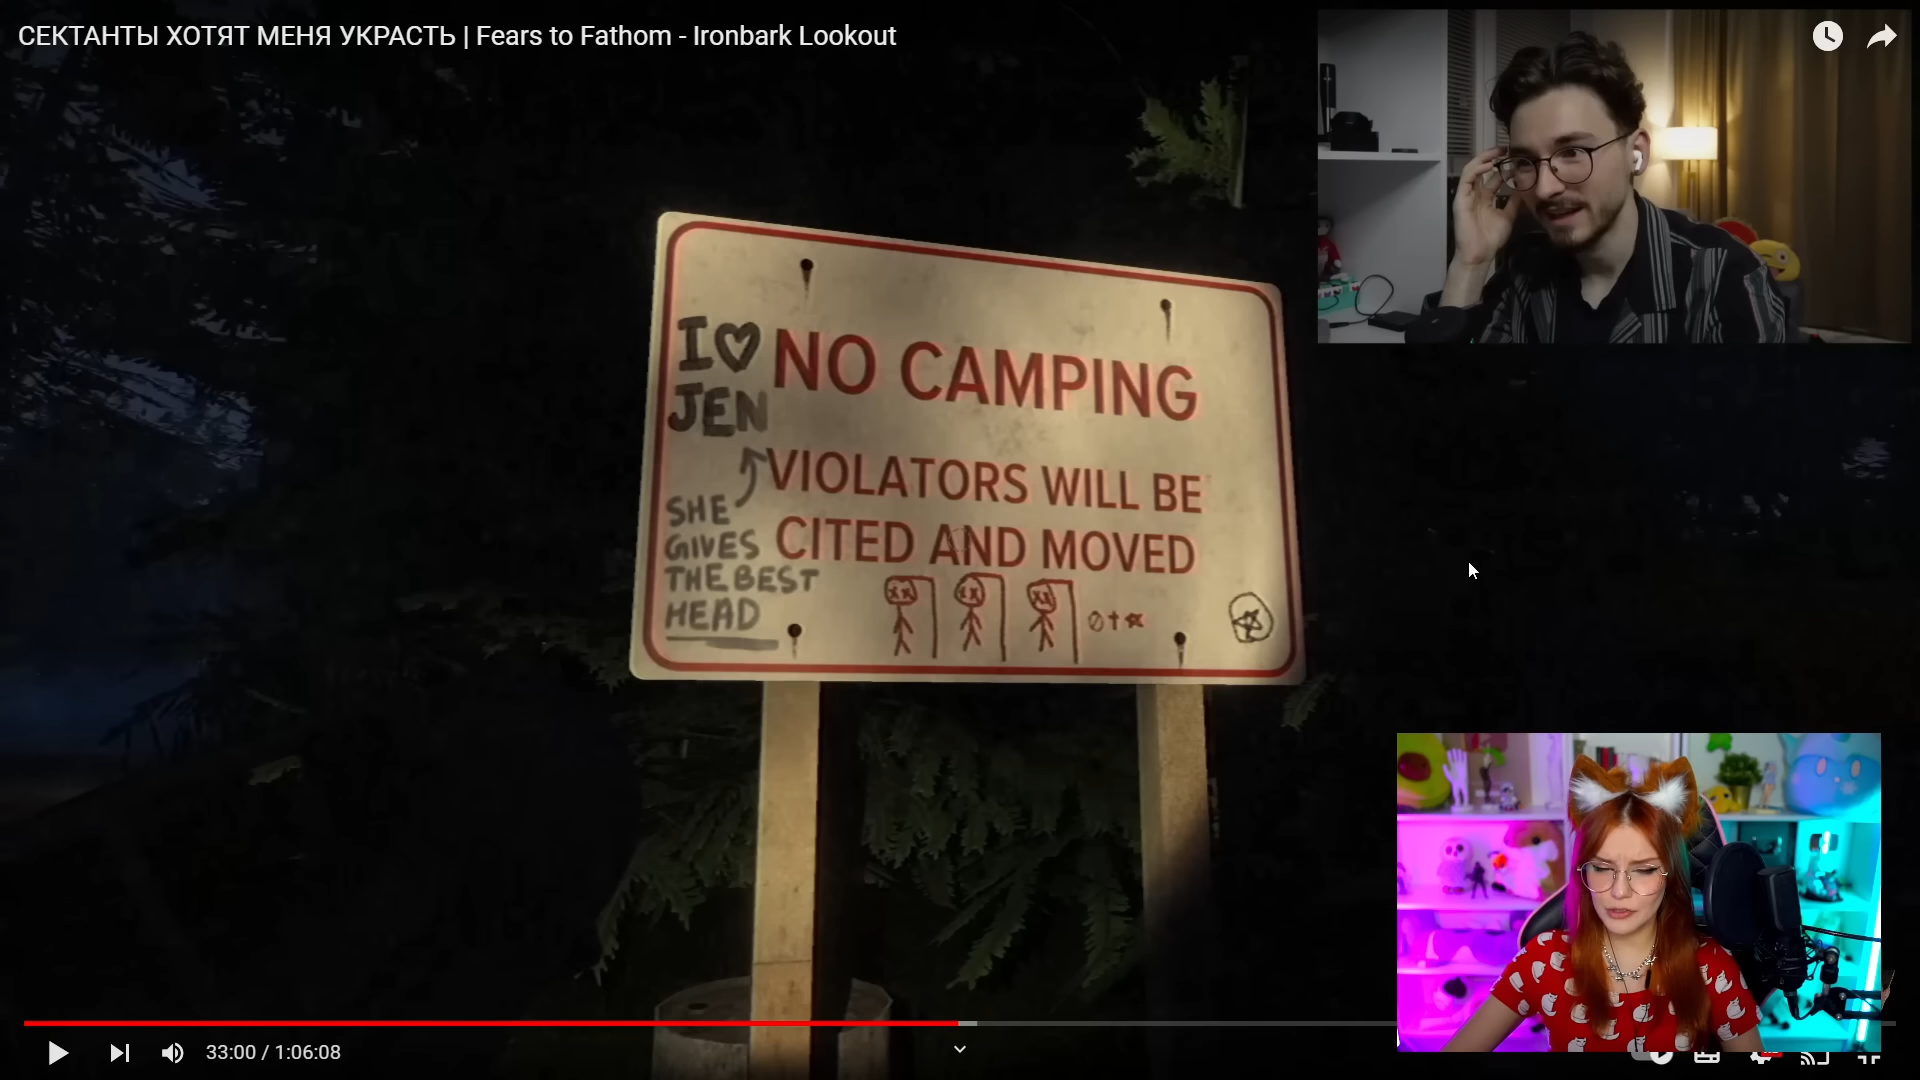 СЕКТАНТЫ ХОТЯТ МЕНЯ УКРАСТЬ | Fears to Fathom - Ironbark Lookout
I♡
JEN
NO CAMPING
VIOLATORS WILL BE
CITED AND MOVED
SHE
GIVES
THE BEST
HEAD
33:00 / 1:06:08